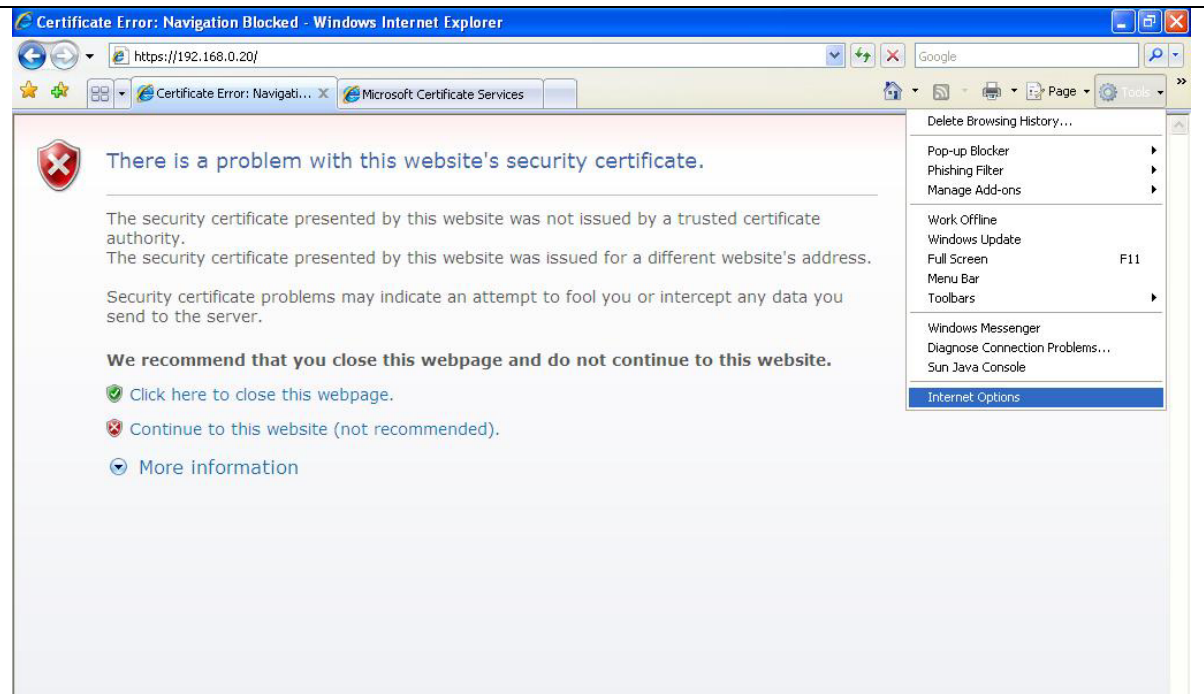 Certificate Error: Navigation Blocked - Windows Internet Explorer
https://192.168.0.20/
Google
Certificate Error: Navigati... X
Microsoft Certificate Services
Page
Tools
»
There is a problem with this website's security certificate.
The security certificate presented by this website was not issued by a trusted certificate
authority.
The security certificate presented by this website was issued for a different website's address.
Security certificate problems may indicate an attempt to fool you or intercept any data you
send to the server.
We recommend that you close this webpage and do not continue to this website.
Click here to close this webpage.
Continue to this website (not recommended).
More information
Delete Browsing History...
Pop-up Blocker
Phishing Filter
Manage Add-ons
Work Offline
Windows Update
Full Screen F11
Menu Bar
Toolbars
Windows Messenger
Diagnose Connection Problems...
Sun Java Console
Internet Options